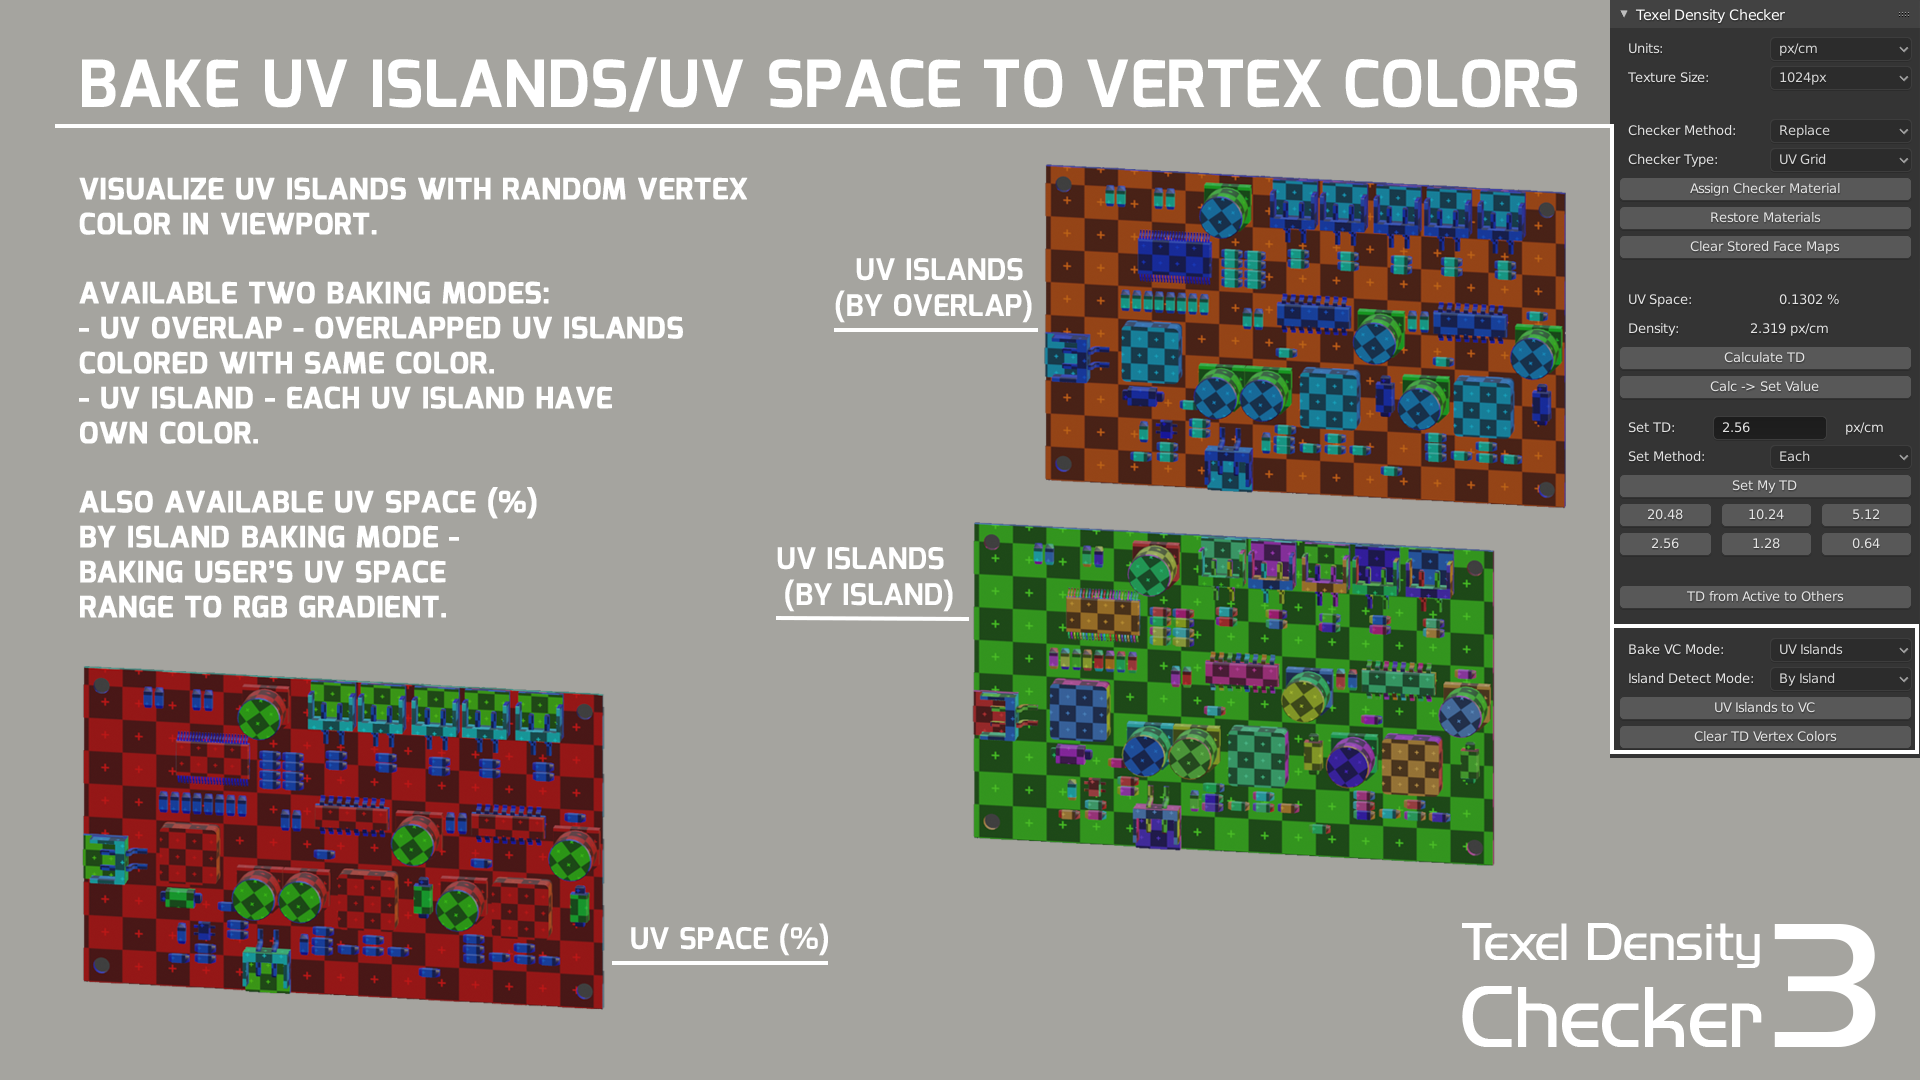 BAKE UV ISLANDS/UV SPACE TO VERTEX COLORS
VISUALIZE UV ISLANDS WITH RANDOM VERTEX
COLOR IN VIEWPORT.
AVAILABLE TWO BAKING MODES:
- UV OVERLAP - OVERLAPPED UV ISLANDS
COLORED WITH SAME COLOR.
- UV ISLAND - EACH UV ISLAND HAVE
OWN COLOR.
ALSO AVAILABLE UV SPACE (%)
BY ISLAND BAKING MODE -
BAKING USER'S UV SPACE
RANGE TO RGB GRADIENT.
UV ISLANDS
(BY OVERLAP)
UV ISLANDS
(BY ISLAND)
UV SPACE (%)
Texel Density Checker
Units: px/cm
Texture Size: 1024px
Checker Method: Replace
Checker Type: UV Grid
Assign Checker Material
Restore Materials
Clear Stored Face Maps
UV Space: 0.1302 %
Density: 2.319 px/cm
Calculate TD
Calc -> Set Value
Set TD: 2.56 px/cm
Set Method: Each
Set My TD
20.48 10.24 5.12
2.56 1.28 0.64
TD from Active to Others
Bake VC Mode: UV Islands
Island Detect Mode: By Island
UV Islands to VC
Clear TD Vertex Colors
Texel Density
Checker 3